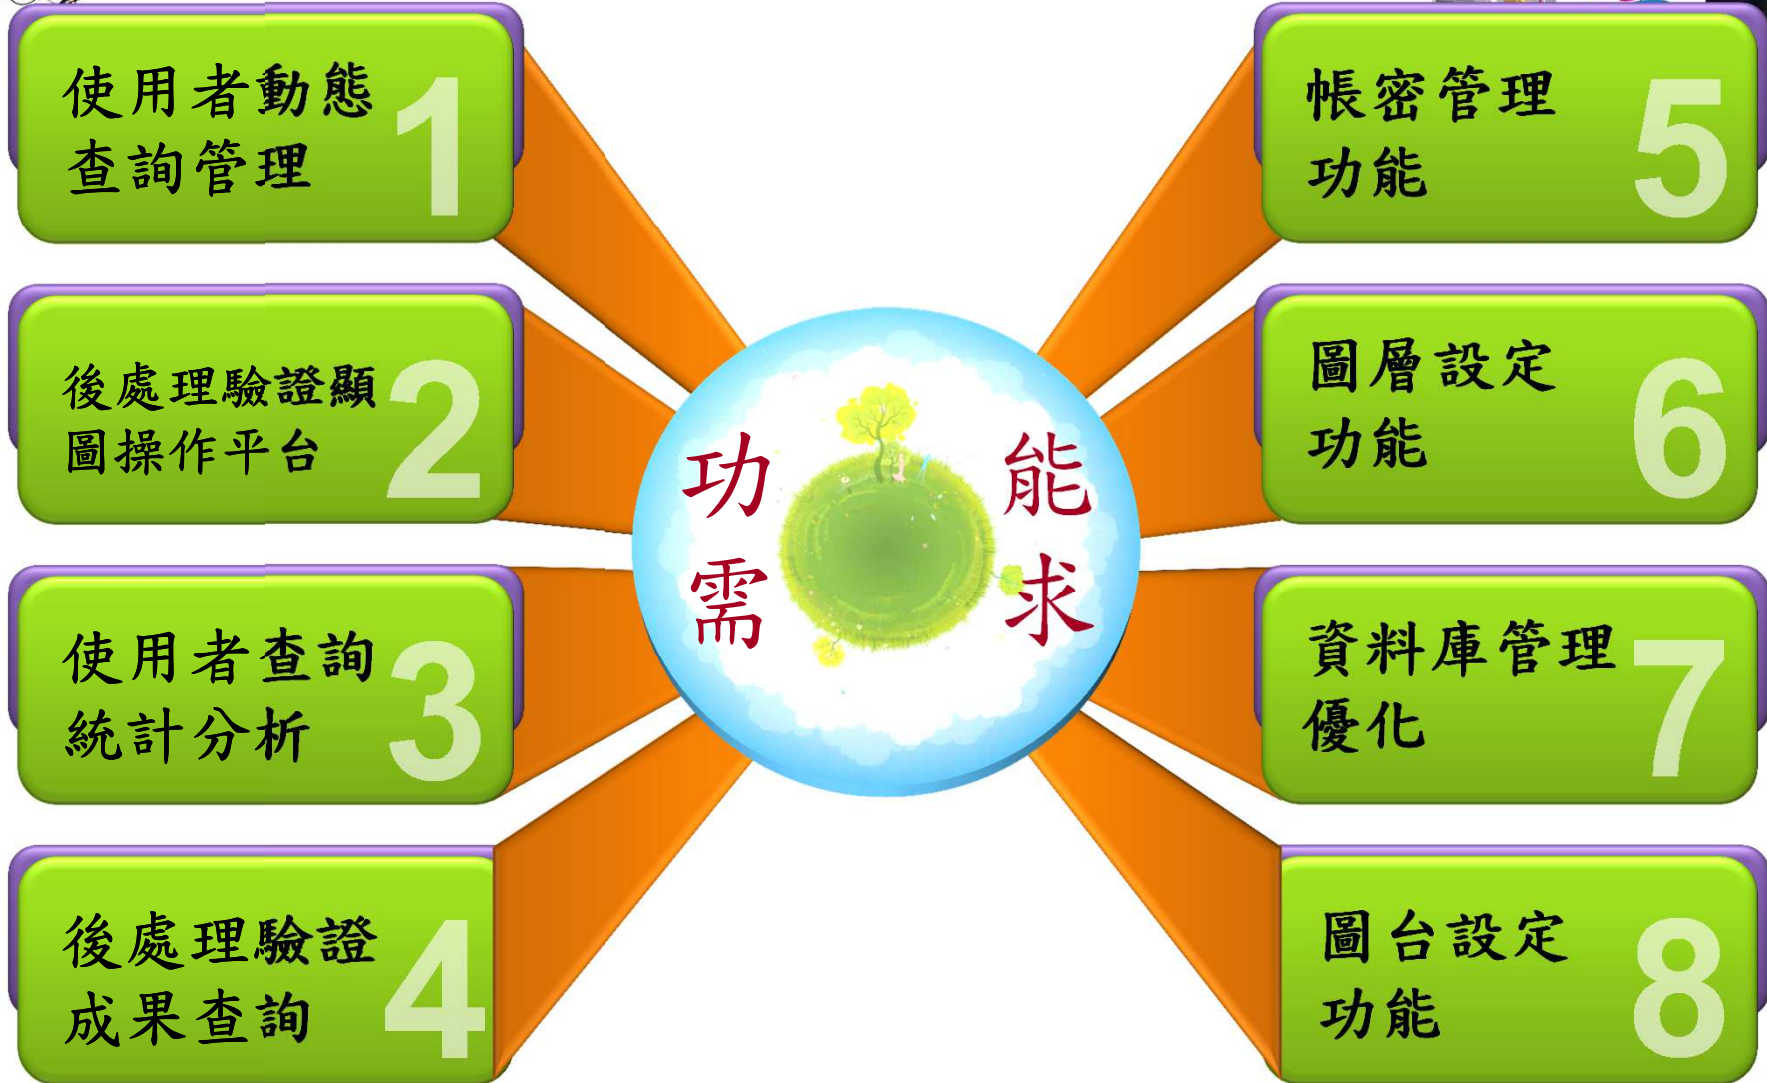 使用者動態
查詢管理
1
後處理驗證顯
圖操作平台
2
使用者查詢
統計分析
3
後處理驗證
成果查詢
4
功能
需求
帳密管理
功能
5
圖層設定
功能
6
資料庫管理
優化
7
圖台設定
功能
8